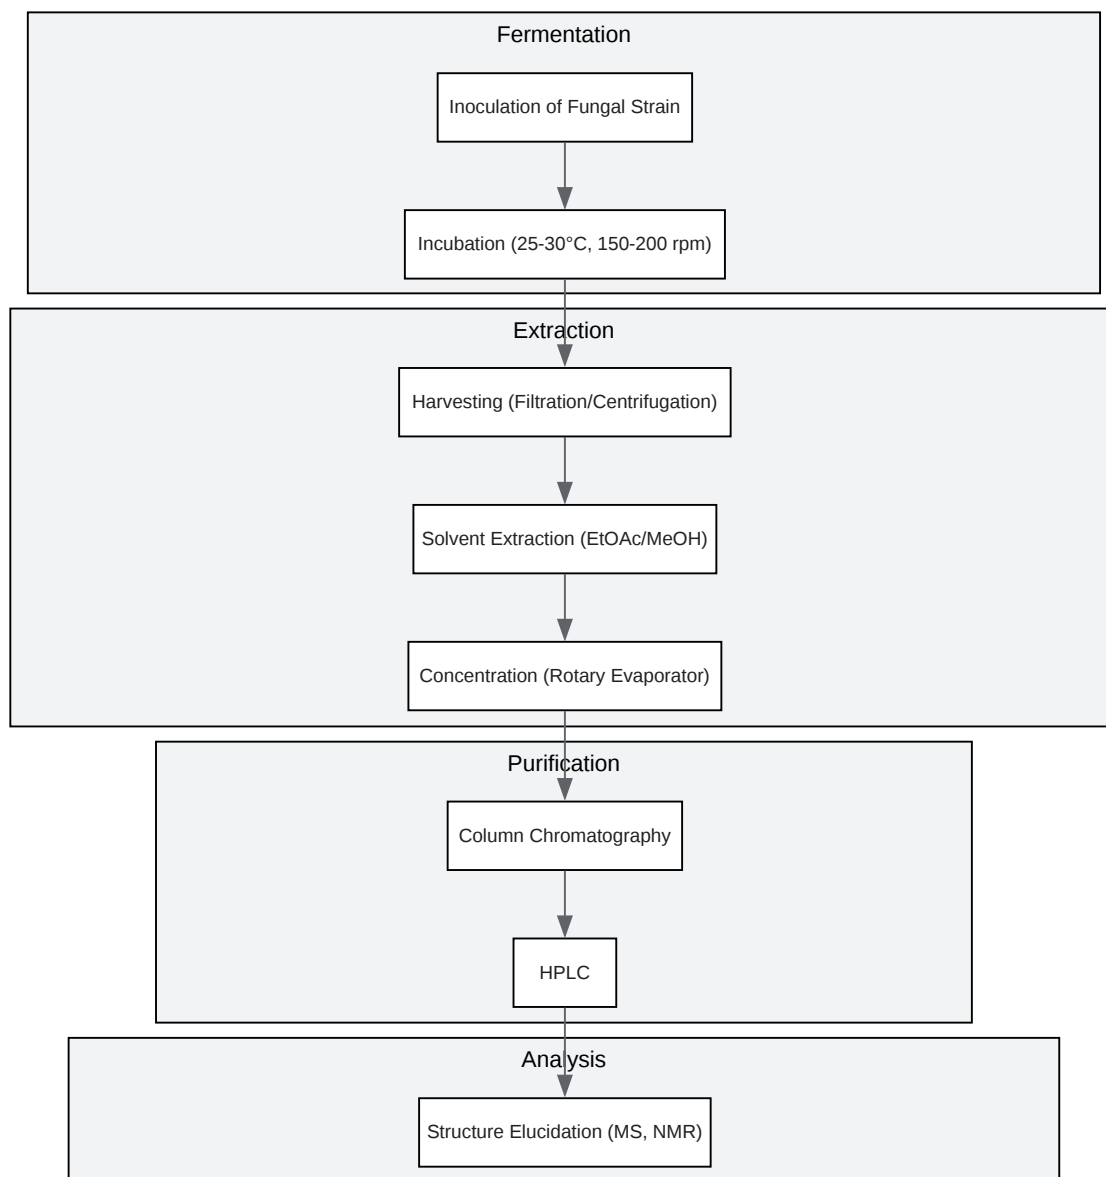 Fermentation
Inoculation of Fungal Strain
Incubation (25-30°C, 150-200 rpm)
Extraction
Harvesting (Filtration/Centrifugation)
Solvent Extraction (EtOAc/MeOH)
Concentration (Rotary Evaporator)
Purification
Column Chromatography
HPLC
Analysis
Structure Elucidation (MS, NMR)